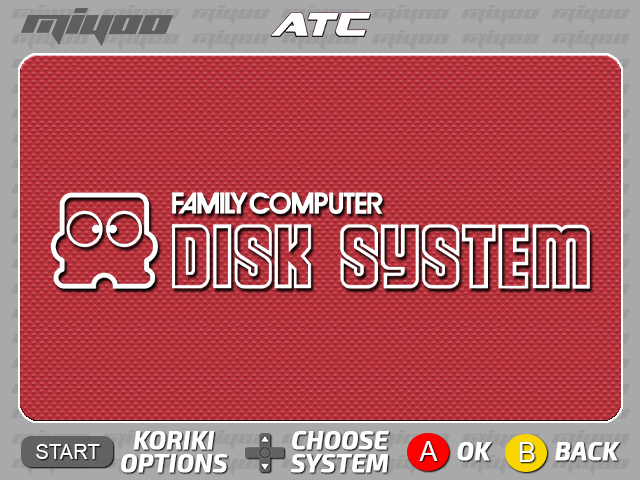 miyoo
ATC
FAMILY COMPUTER
DISK SYSTEM
START
KORIKI
OPTIONS
CHOOSE
SYSTEM
A
OK
B
BACK